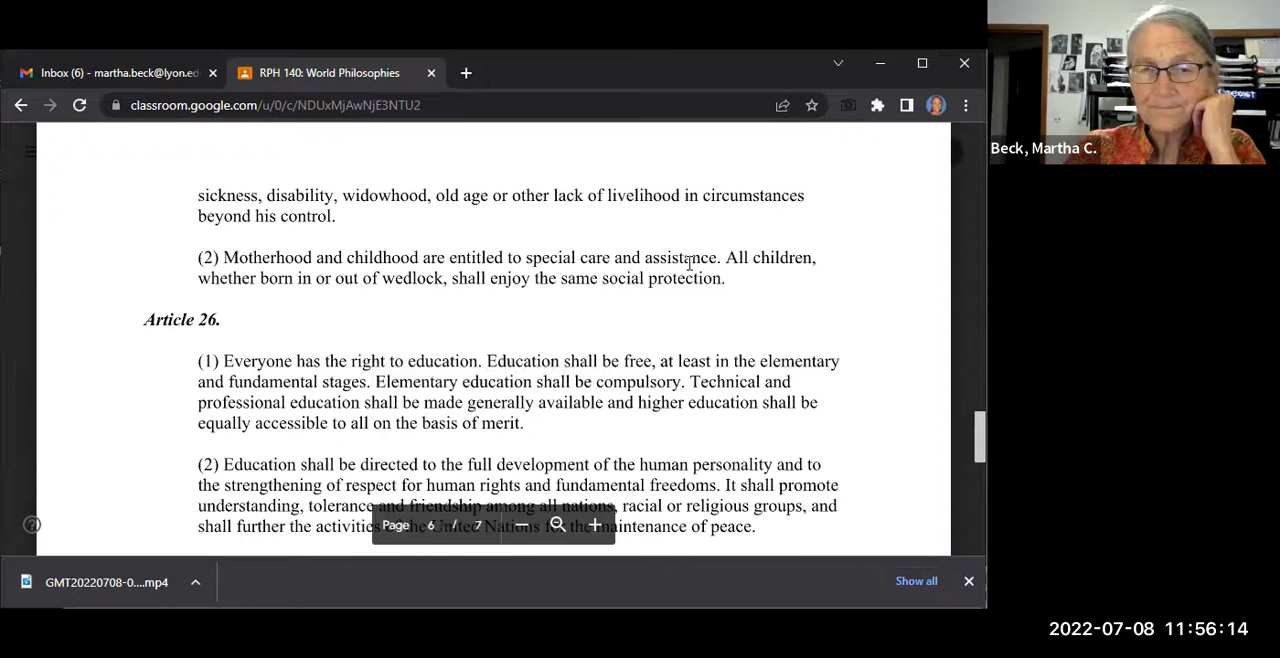 Inbox (6) - martha.beck@lyon.ed
RPH 140: World Philosophies
classroom.google.com/u/0/c/NDUxMjAwNjE3NTU2
Beck, Martha C.
sickness, disability, widowhood, old age or other lack of livelihood in circumstances
beyond his control.
(2) Motherhood and childhood are entitled to special care and assistance. All children,
whether born in or out of wedlock, shall enjoy the same social protection.
Article 26.
(1) Everyone has the right to education. Education shall be free, at least in the elementary
and fundamental stages. Elementary education shall be compulsory. Technical and
professional education shall be made generally available and higher education shall be
equally accessible to all on the basis of merit.
(2) Education shall be directed to the full development of the human personality and to
the strengthening of respect for human rights and fundamental freedoms. It shall promote
understanding, tolerance and friendship among all nations, racial or religious groups, and
shall further the activities of the United Nations for the maintenance of peace.
Page 6 / 7
GMT20220708-0....mp4
Show all
2022-07-08 11:56:14